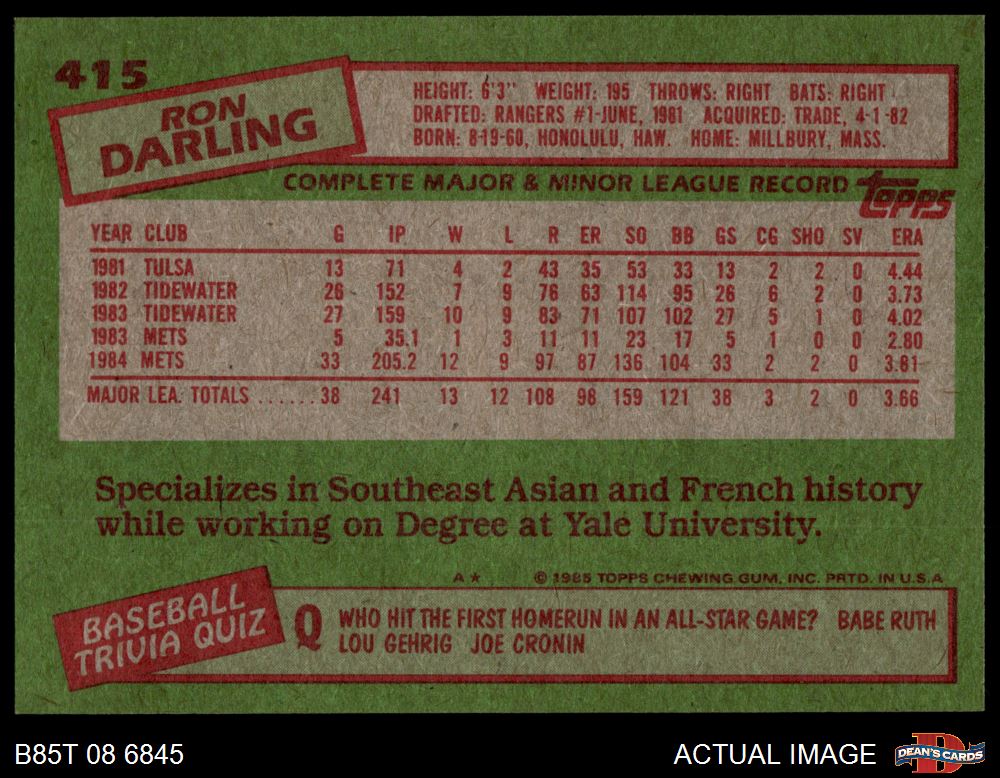 415
RON
DARLING
HEIGHT: 6'3" WEIGHT: 195 THROWS: RIGHT BATS: RIGHT
DRAFTED: RANGERS #1-JUNE, 1981 ACQUIRED: TRADE, 4-1-82
BORN: 8-19-60, HONOLULU, HAW. HOME: MILLBURY, MASS.
COMPLETE MAJOR & MINOR LEAGUE RECORD topps
YEAR CLUB G IP W L R ER SO BB GS CG SHO SV ERA
1981 TULSA 13 71 4 2 43 35 53 33 13 2 2 0 4.44
1982 TIDEWATER 26 152 7 9 76 63 114 95 26 6 2 0 3.73
1983 TIDEWATER 27 159 10 9 83 71 107 102 27 5 1 0 4.02
1983 METS 5 35.1 1 3 11 11 23 17 5 1 0 0 2.80
1984 METS 33 205.2 12 9 97 87 136 104 33 2 2 0 3.81
MAJOR LEA. TOTALS ...... 38 241 13 12 108 98 159 121 38 3 2 0 3.66
Specializes in Southeast Asian and French history
while working on Degree at Yale University.
A★ © 1985 TOPPS CHEWING GUM, INC. PRTD. IN U.S.A
BASEBALL
TRIVIA QUIZ
Q WHO HIT THE FIRST HOMERUN IN AN ALL-STAR GAME? BABE RUTH
LOU GEHRIG JOE CRONIN
B85T 08 6845
ACTUAL IMAGE
DEAN'S CARDS